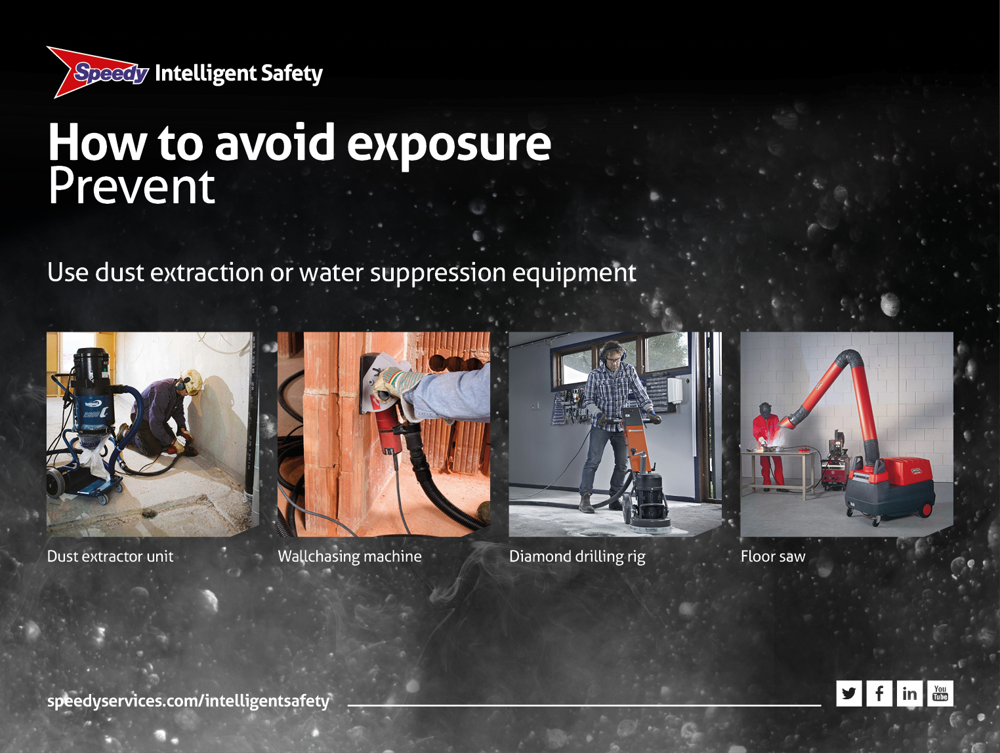 Speedy Intelligent Safety
How to avoid exposure
Prevent
Use dust extraction or water suppression equipment
Dust extractor unit
Wallchasing machine
Diamond drilling rig
Floor saw
speedyservices.com/intelligentsafety
in
You
Tube